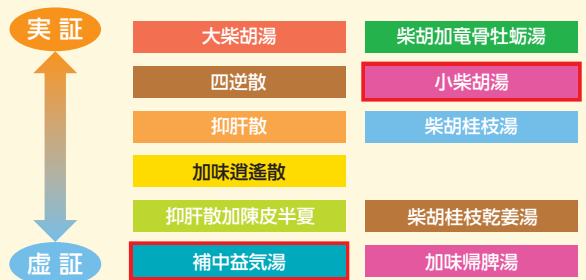 実証
大柴胡湯
柴胡加竜骨牡蛎湯
四逆散
小柴胡湯
抑肝散
柴胡桂枝湯
加味逍遙散
抑肝散加陳皮半夏
柴胡桂枝乾姜湯
虚証
補中益気湯
加味帰脾湯